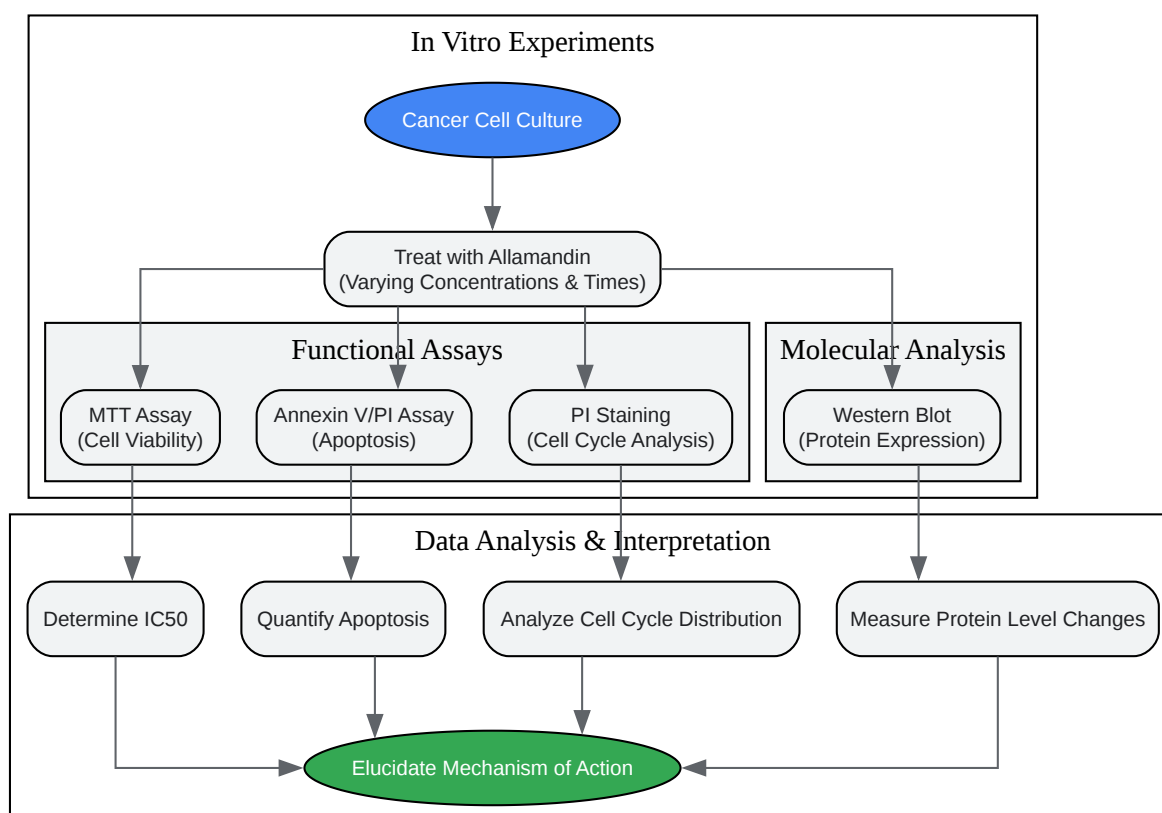 In Vitro Experiments
Cancer Cell Culture
Treat with Allamandin
(Varying Concentrations & Times)
Functional Assays
Molecular Analysis
MTT Assay
(Cell Viability)
Annexin V/PI Assay
(Apoptosis)
PI Staining
(Cell Cycle Analysis)
Western Blot
(Protein Expression)
Data Analysis & Interpretation
Determine IC50
Quantify Apoptosis
Analyze Cell Cycle Distribution
Measure Protein Level Changes
Elucidate Mechanism of Action